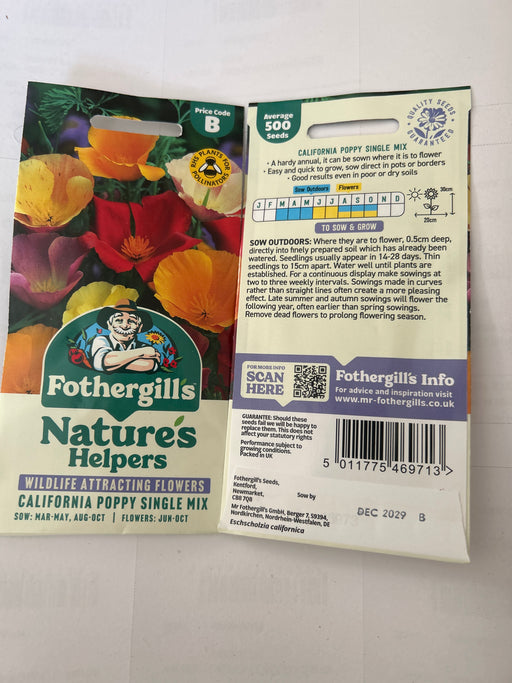 Price Code
B
RHS PLANTS FOR POLLINATORS
Fothergill's
Nature's
Helpers
WILDLIFE ATTRACTING FLOWERS
CALIFORNIA POPPY SINGLE MIX
SOW: MAR-MAY, AUG-OCT | FLOWERS: JUN-OCT
Average
500
Seeds
QUALITY SEEDS GUARANTEED
CALIFORNIA POPPY SINGLE MIX
• A hardy annual, it can be sown where it is to flower
• Easy and quick to grow, sow direct in pots or borders
• Good results even in poor or dry soils
Sow Outdoors Flowers
J F M A M J J A S O N D
30cm
20cm
TO SOW & GROW
SOW OUTDOORS: Where they are to flower, 0.5cm deep,
directly into finely prepared soil which has already been
watered. Seedlings usually appear in 14-28 days. Thin
seedlings to 15cm apart. Water well until plants are
established. For a continuous display make sowings at
two to three weekly intervals. Sowings made in curves
rather than straight lines often create a more pleasing
effect. Late summer and autumn sowings will flower the
following year, often earlier than spring sowings.
Remove dead flowers to prolong flowering season.
FOR MORE INFO
SCAN
HERE
Fothergill's Info
For advice and inspiration visit
www.mr-fothergills.co.uk
GUARANTEE: Should these
seeds fail we will be happy to
replace them. This does not
affect your statutory rights
Performance subject to
growing conditions.
Packed in UK
5 011775 469713 >
Fothergill's Seeds,
Kentford,
Newmarket,
CB8 7QB
Sow by
DEC 2029 B
Mr Fothergill's GmbH, Berger 7, 59394,
Nordkirchen, Nordrhein-Westfalen, DE
Eschscholzia californica